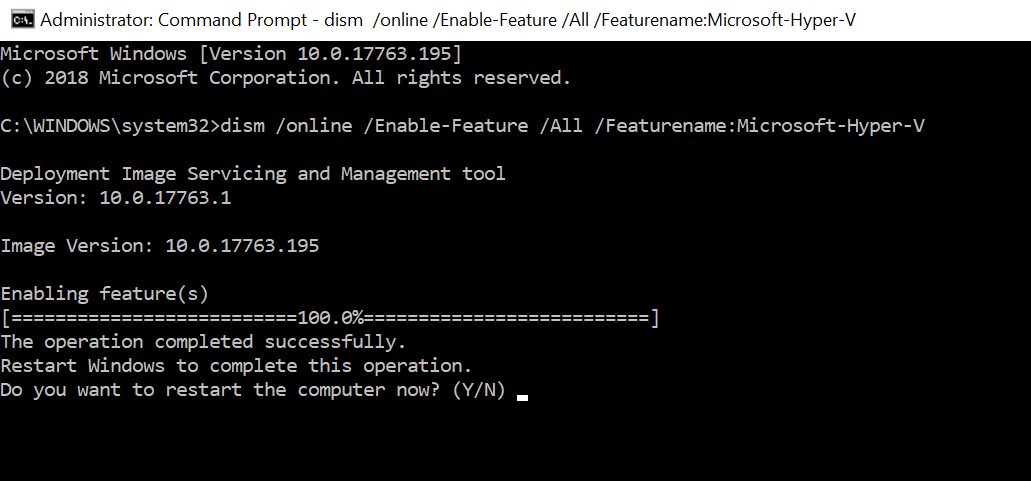 Administrator: Command Prompt - dism  /online /Enable-Feature /All /Featurename:Microsoft-Hyper-V
Microsoft Windows [Version 10.0.17763.195]
(c) 2018 Microsoft Corporation. All rights reserved.
C:\WINDOWS\system32>dism /online /Enable-Feature /All /Featurename:Microsoft-Hyper-V
Deployment Image Servicing and Management tool
Version: 10.0.17763.1
Image Version: 10.0.17763.195
Enabling feature(s)
[==========================100.0%==========================]
The operation completed successfully.
Restart Windows to complete this operation.
Do you want to restart the computer now? (Y/N)